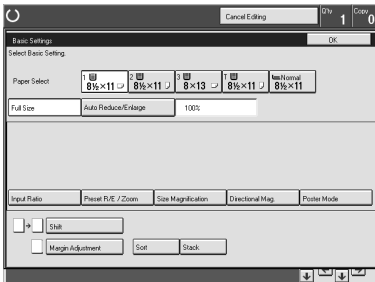 Cancel Editing
Q'ty 1
Copy 0
Basic Settings
OK
Select Basic Setting.
Paper Select
1 8½×11
2 8½×11
3 8×13
T 8½×11
Normal 8½×11
Full Size
Auto Reduce/Enlarge
100%
Input Ratio
Preset R/E / Zoom
Size Magnification
Directional Mag.
Poster Mode
Shift
Margin Adjustment
Sort
Stack